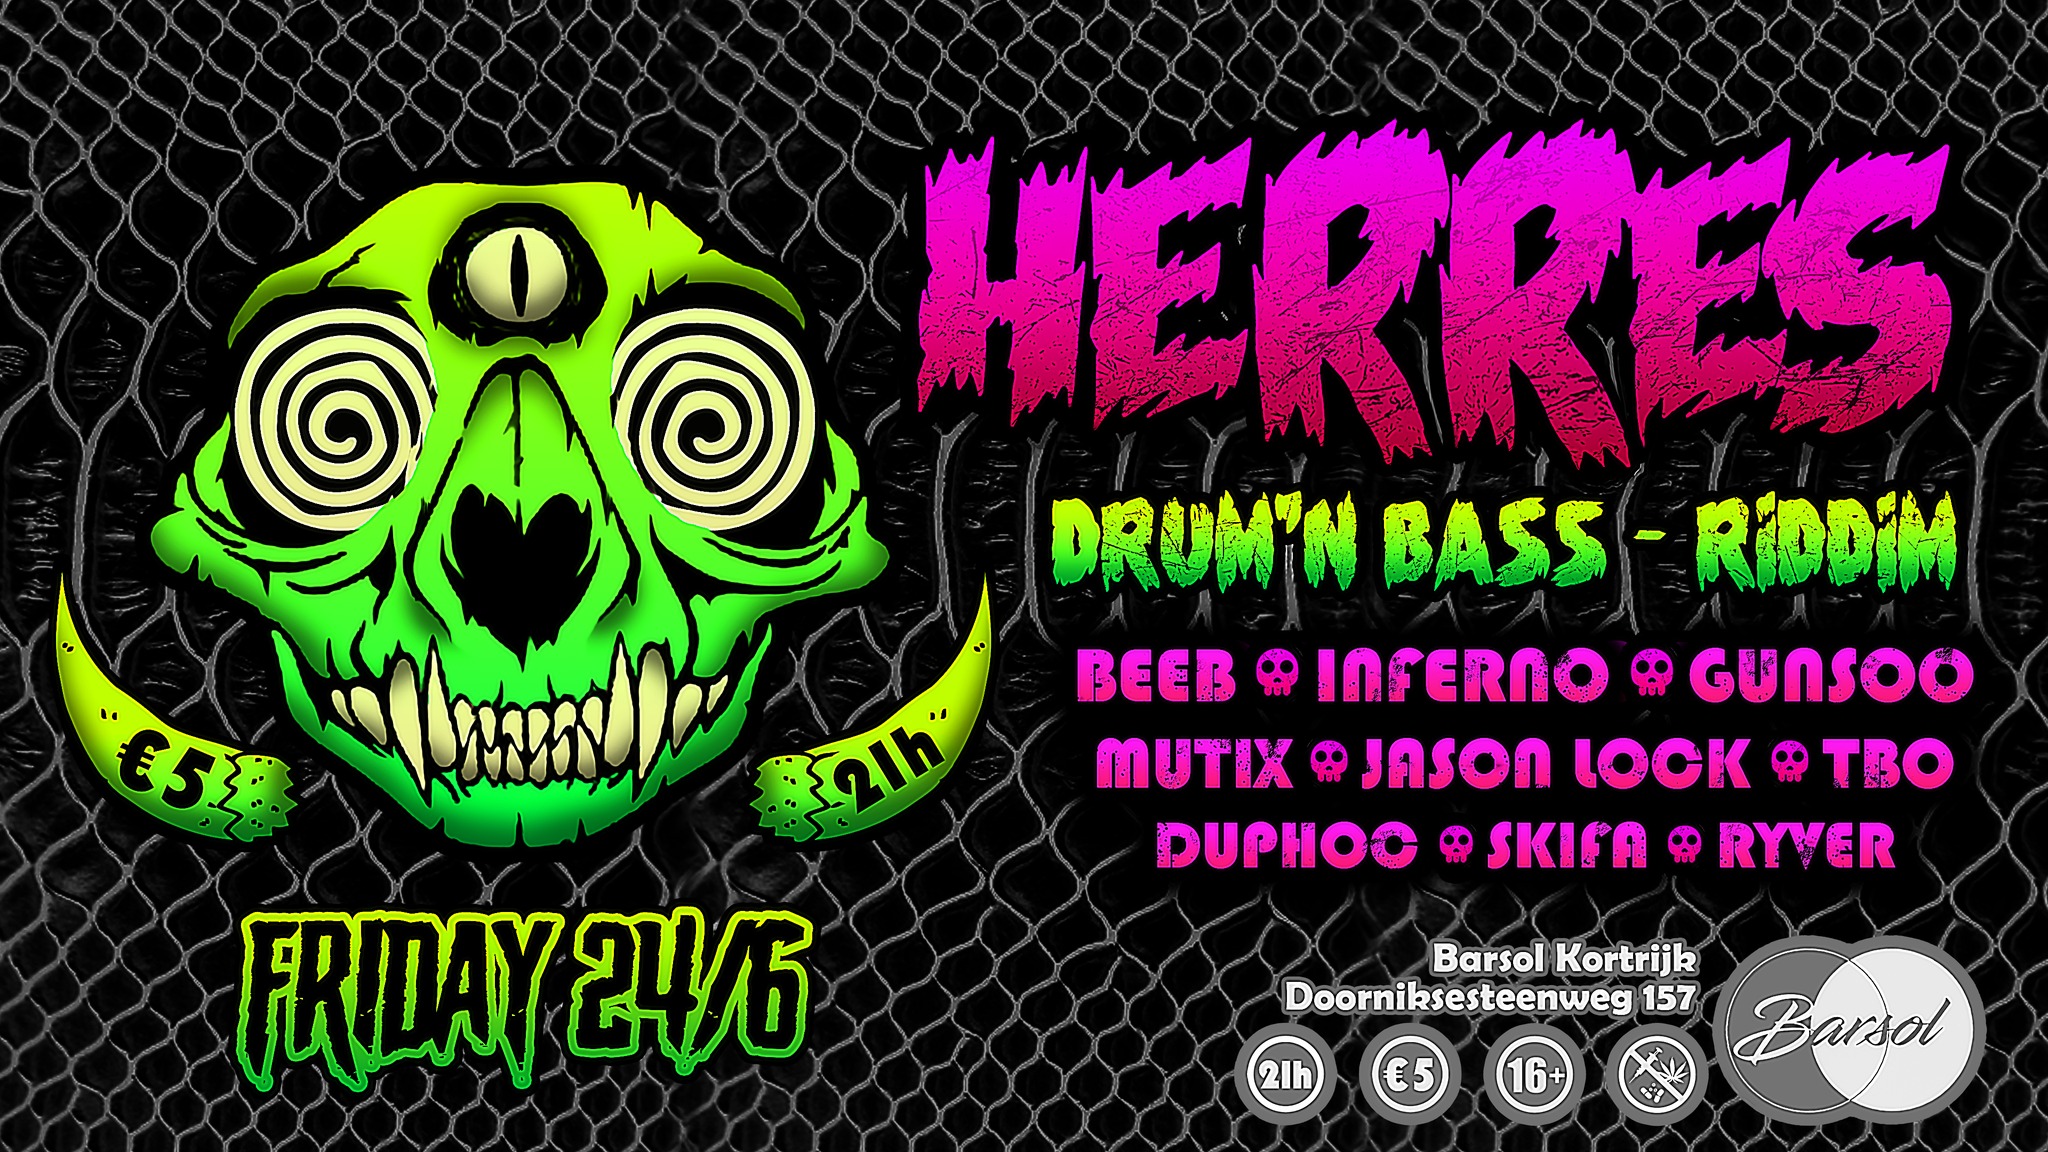 HERRES
DRUM'N BASS - RiDDiM
BEEB INFERNO GUNSOO
MUTIX JASON LOCK TBO
DUPHOC SKIFA RYVER
€5
21h
FRIDAY 24/6
Barsol Kortrijk
Doorniksesteenweg 157
21h €5 16+
Barsol